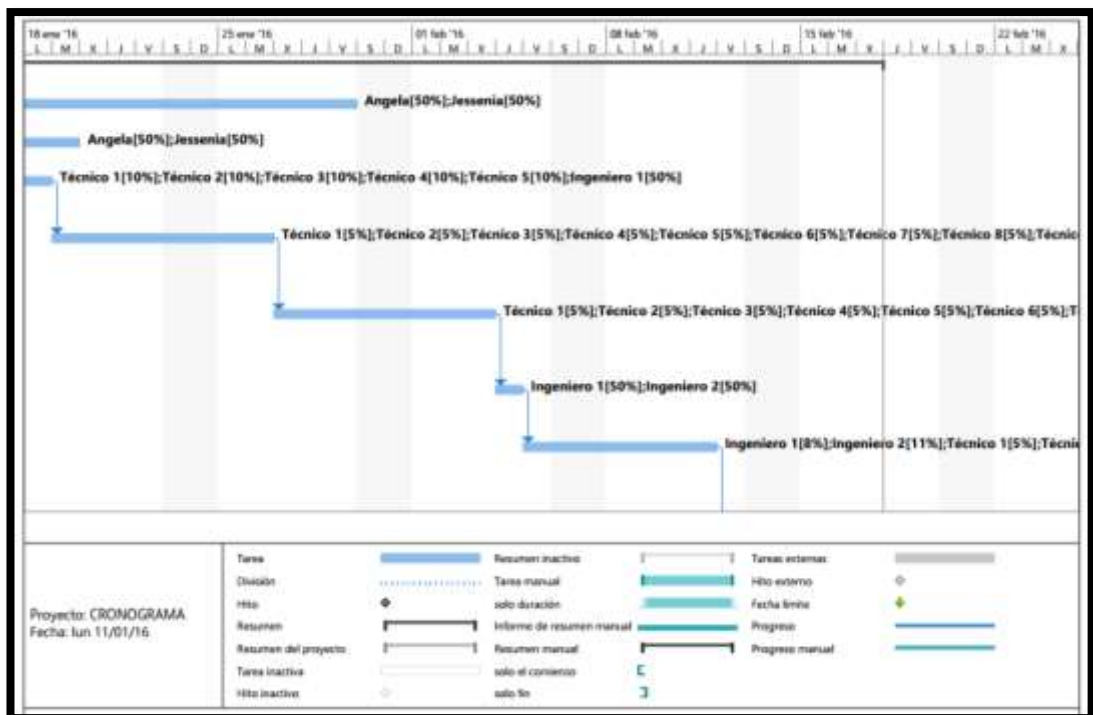 18 ene '16 25 ene '16 01 feb '16 08 feb '16 15 feb '16 22 feb '16
L M X J V S D L M X J V S D L M X J V S D L M X J V S D L M X J V S D L M X
Angela[50%];Jessenia[50%]
Angela[50%];Jessenia[50%]
Técnico 1[10%];Técnico 2[10%];Técnico 3[10%];Técnico 4[10%];Técnico 5[10%];Ingeniero 1[50%]
Técnico 1[5%];Técnico 2[5%];Técnico 3[5%];Técnico 4[5%];Técnico 5[5%];Técnico 6[5%];Técnico 7[5%];Técnico 8[5%];Técnico
Técnico 1[5%];Técnico 2[5%];Técnico 3[5%];Técnico 4[5%];Técnico 5[5%];Técnico 6[5%];T
Ingeniero 1[50%];Ingeniero 2[50%]
Ingeniero 1[8%];Ingeniero 2[11%];Técnico 1[5%];Técni
Proyecto: CRONOGRAMA
Fecha: lun 11/01/16
Tarea Resumen inactivo Tareas externas
División Tarea manual Hito externo
Hito solo duración Fecha límite
Resumen Informe de resumen manual Progreso
Resumen del proyecto Resumen manual Progreso manual
Tarea inactiva solo el comienzo
Hito inactivo solo fin